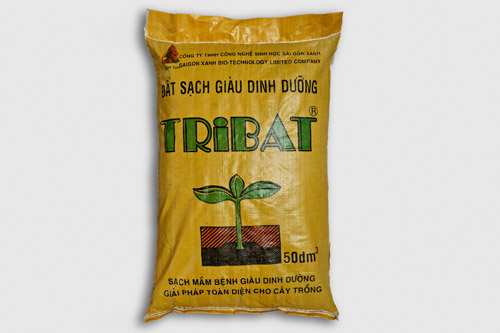 CÔNG TY TNHH CÔNG NGHỆ SINH HỌC SÀI GÒN XANH
SAIGON XANH BIO-TECHNOLOGY LIMITED COMPANY
ĐẤT SẠCH GIÀU DINH DƯỠNG
TRiBAT®
50dm³
SẠCH MẦM BỆNH GIÀU DINH DƯỠNG
GIẢI PHÁP TOÀN DIỆN CHO CÂY TRỒNG